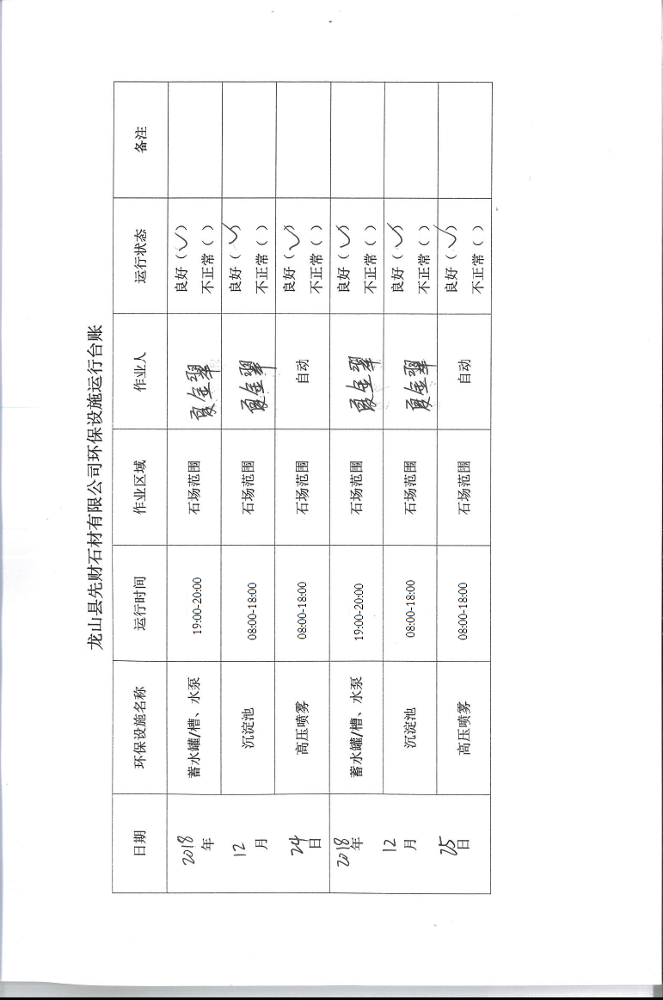 龙山县先财石材有限公司环保设施运行台账
日期 环保设施名称 运行时间 作业区域 作业人 运行状态 备注
2018年 12月 24日
蓄水罐/槽、水泵 19:00-20:00 石场范围 夏金翠 良好（√）
不正常（ ）
沉淀池 08:00-18:00 石场范围 夏金翠 良好（√）
不正常（ ）
高压喷雾 08:00-18:00 石场范围 自动 良好（√）
不正常（ ）
2018年 12月 25日
蓄水罐/槽、水泵 19:00-20:00 石场范围 夏金翠 良好（√）
不正常（ ）
沉淀池 08:00-18:00 石场范围 夏金翠 良好（√）
不正常（ ）
高压喷雾 08:00-18:00 石场范围 自动 良好（√）
不正常（ ）